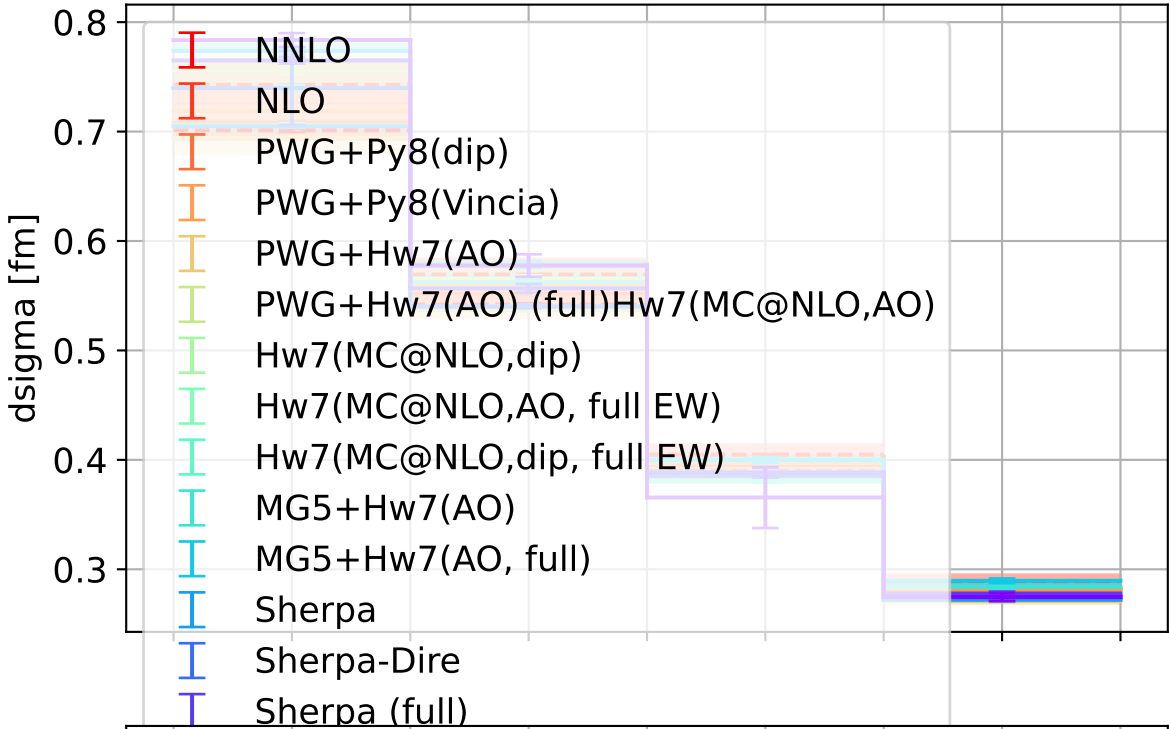 0.8
0.7
0.6
0.5
0.4
0.3
dsigma [fm]
NNLO
NLO
PWG+Py8(dip)
PWG+Py8(Vincia)
PWG+Hw7(AO)
PWG+Hw7(AO) (full)Hw7(MC@NLO,AO)
Hw7(MC@NLO,dip)
Hw7(MC@NLO,AO, full EW)
Hw7(MC@NLO,dip, full EW)
MG5+Hw7(AO)
MG5+Hw7(AO, full)
Sherpa
Sherpa-Dire
Sherpa (full)